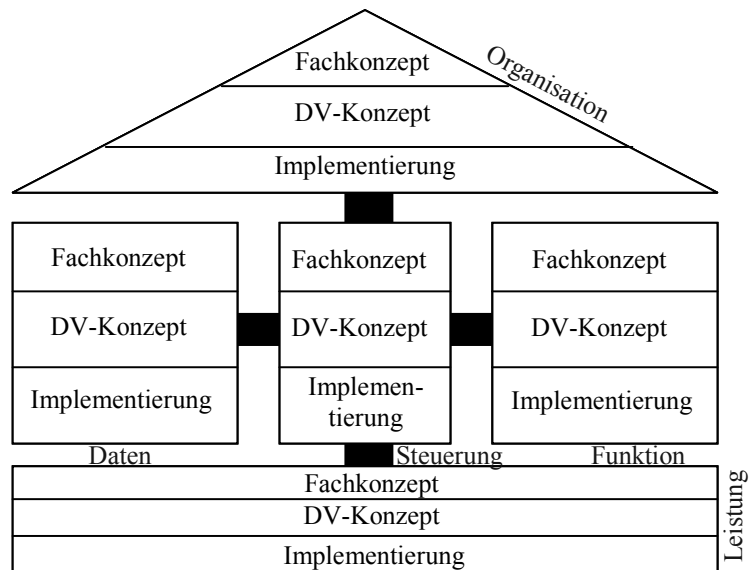 Fachkonzept
Organisation
DV-Konzept
Implementierung
Fachkonzept
Fachkonzept
Fachkonzept
DV-Konzept
DV-Konzept
DV-Konzept
Implementierung
Implemen-
tierung
Implementierung
Daten
Steuerung
Funktion
Fachkonzept
DV-Konzept
Implementierung
Leistung